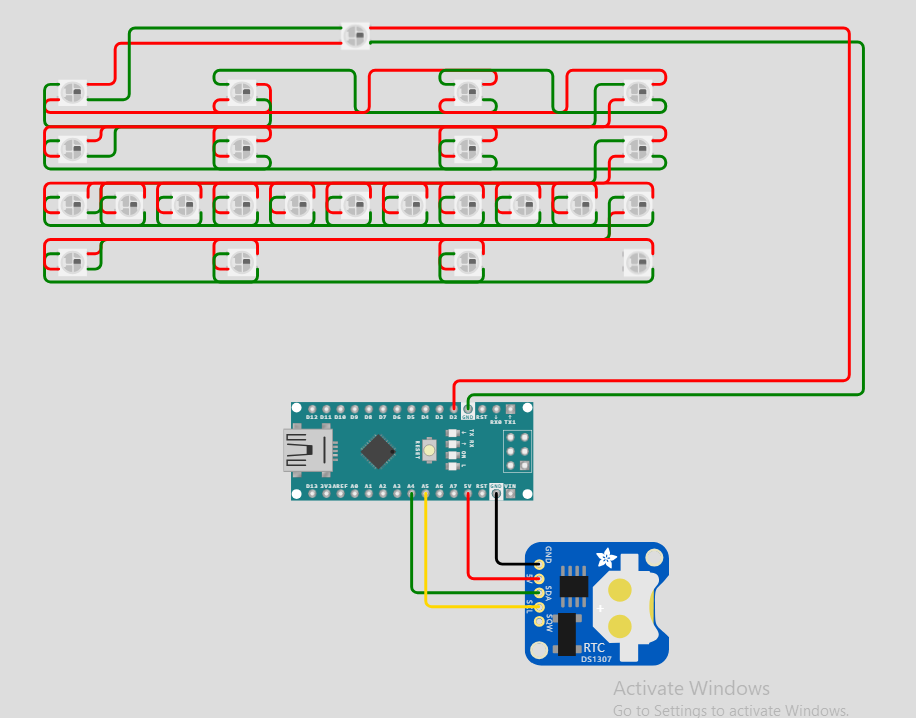 D13 D11 D10 D9 D8 D7 D6 D5 D4 D3 D2 GND RST RX0 TX1
RESET
TX RX ON L
D13 3V3 AREF A0 A1 A2 A3 A4 A5 A6 A7 5V RST GND VIN
GND
5V
SDA
SCL
SQW
+
RTC
DS1307
Activate Windows
Go to Settings to activate Windows.